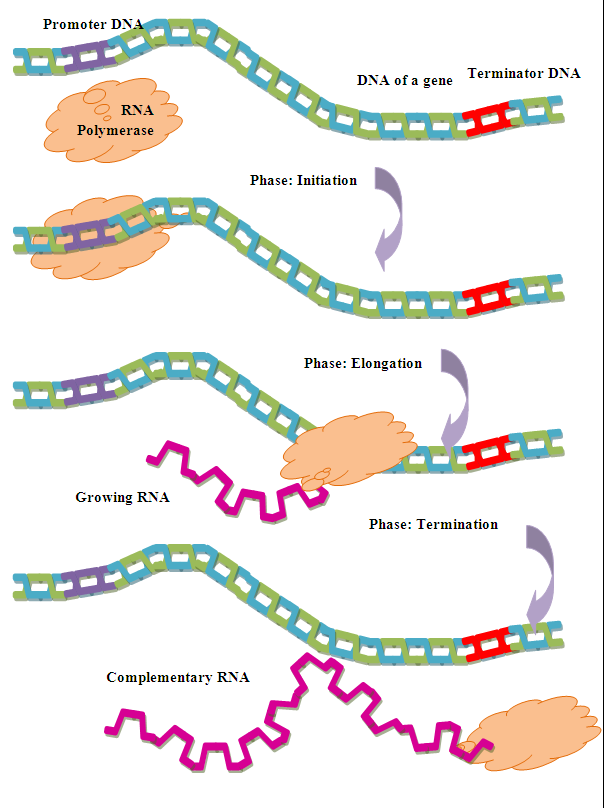 Promoter DNA
DNA of a gene
Terminator DNA
RNA
Polymerase
Phase: Initiation
Phase: Elongation
Growing RNA
Phase: Termination
Complementary RNA